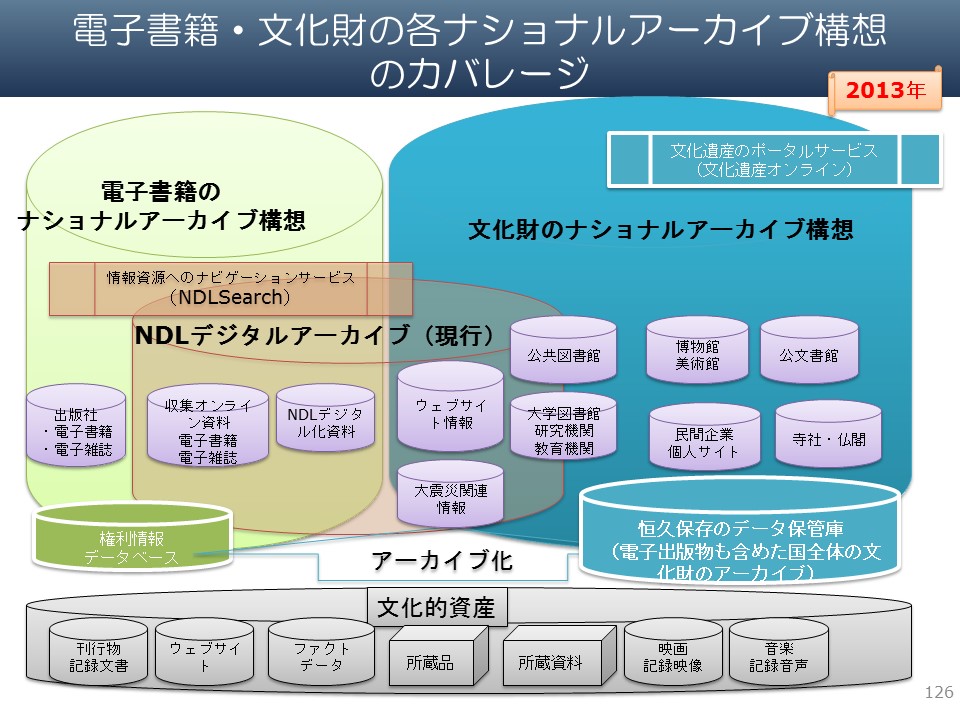 電子書籍・文化財の各ナショナルアーカイブ構想
のカバレージ
2013年
文化遺産のポータルサービス
（文化遺産オンライン）
電子書籍の
ナショナルアーカイブ構想
文化財のナショナルアーカイブ構想
情報資源へのナビゲーションサービス
（NDLSearch）
NDLデジタルアーカイブ（現行）
公共図書館
博物館
美術館
公文書館
出版社
・電子書籍
・電子雑誌
収集オンライ
ン資料
電子書籍
電子雑誌
NDLデジタ
ル化資料
ウェブサイ
ト情報
大学図書館
研究機関
教育機関
民間企業
個人サイト
寺社・仏閣
大震災関連
情報
権利情報
データベース
アーカイブ化
恒久保存のデータ保管庫
（電子出版物も含めた国全体の文
化財のアーカイブ）
文化的資産
刊行物
記録文書
ウェブサイ
ト
ファクト
データ
所蔵品
所蔵資料
映画
記録映像
音楽
記録音声
126